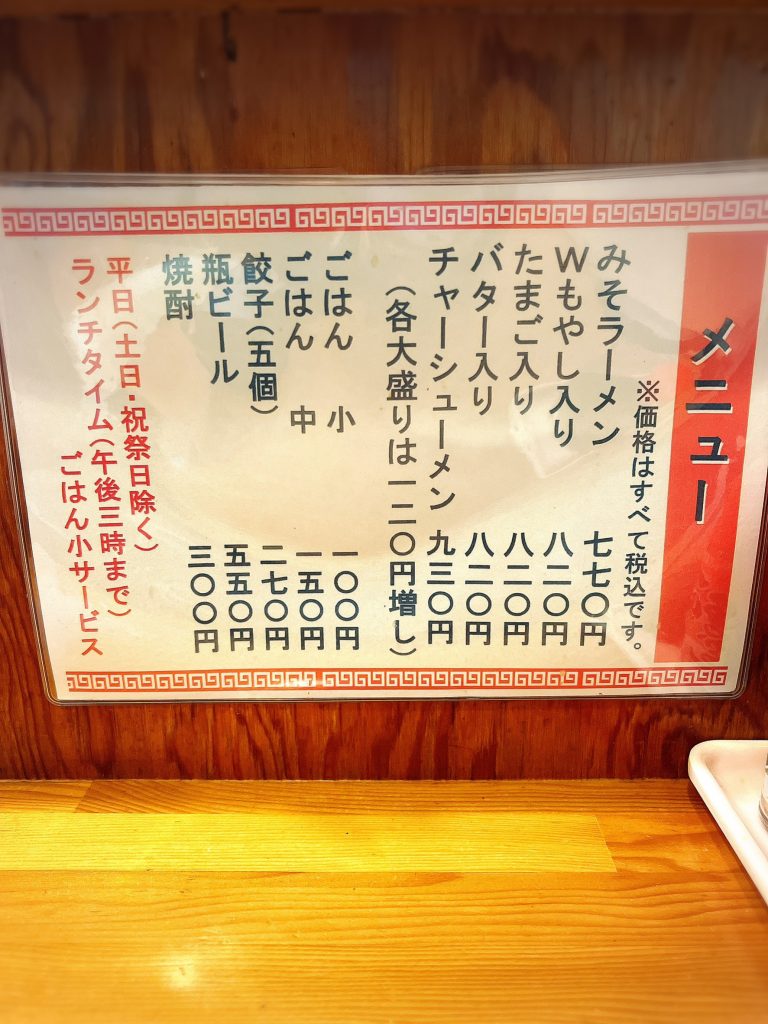 メニュー
※価格はすべて税込です。
みそラーメン 七七〇円
Wもやし入り 八二〇円
たまご入り 八二〇円
バター入り 八二〇円
チャーシューメン 九三〇円
（各大盛りは一二〇円増し）
ごはん 小 一〇〇円
ごはん 中 一五〇円
餃子（五個） 二七〇円
瓶ビール 五五〇円
焼酎 三〇〇円
平日（土日・祝祭日除く）
ランチタイム（午後三時まで）
ごはん小サービス